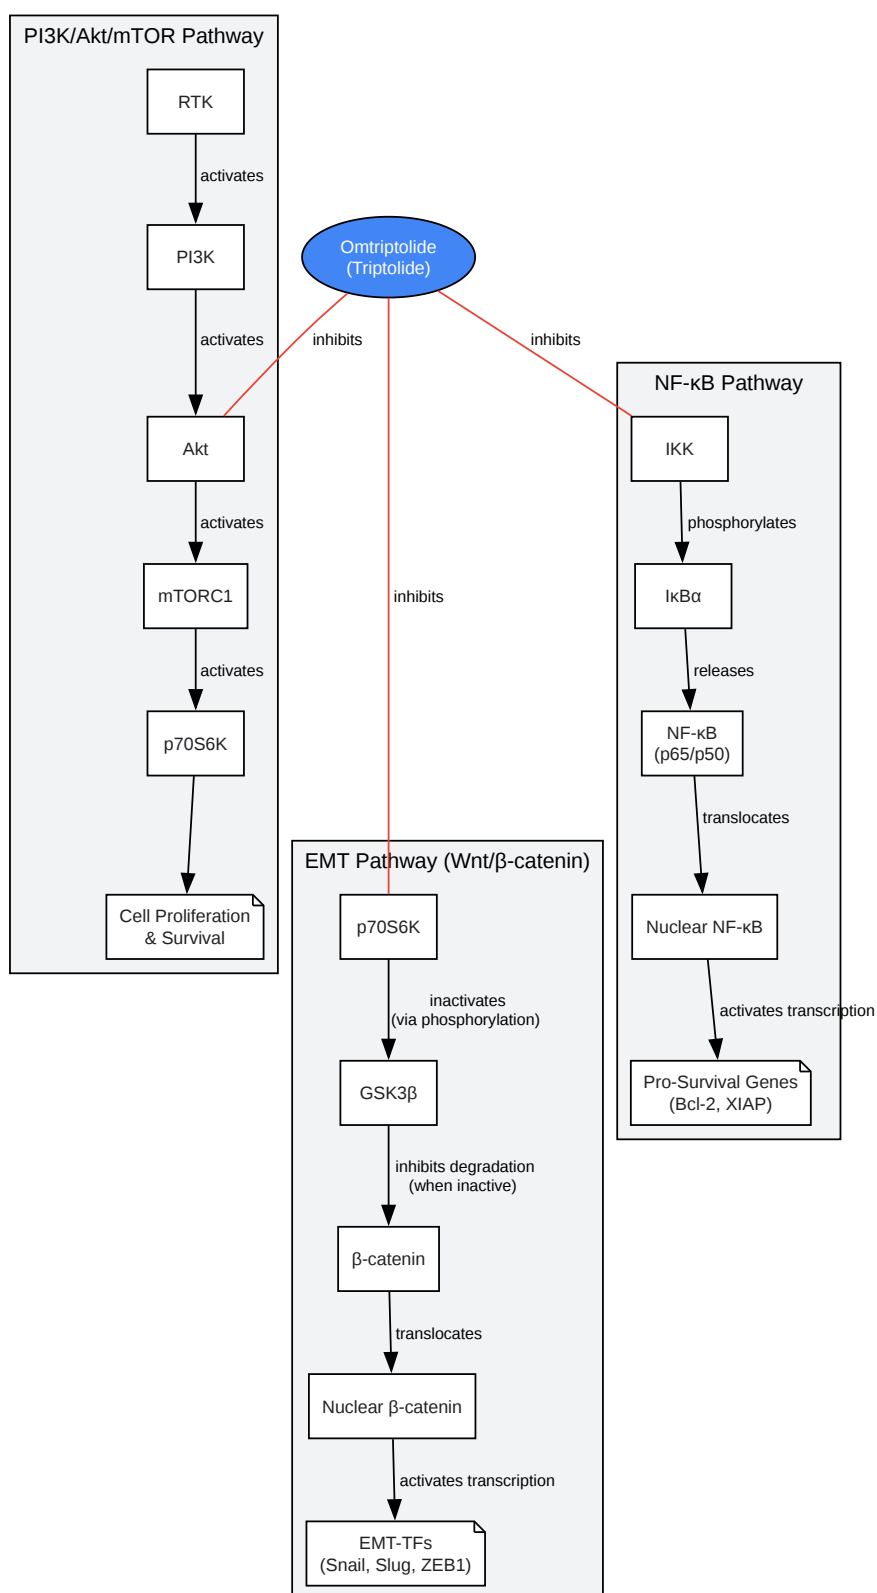 PI3K/Akt/mTOR Pathway
RTK
activates
PI3K
activates
Akt
activates
mTORC1
activates
p70S6K
Cell Proliferation
& Survival
Omtriptolide
(Triptolide)
inhibits
inhibits
inhibits
NF-κB Pathway
IKK
phosphorylates
IκBα
releases
NF-κB
(p65/p50)
translocates
Nuclear NF-κB
activates transcription
Pro-Survival Genes
(Bcl-2, XIAP)
EMT Pathway (Wnt/β-catenin)
p70S6K
inactivates
(via phosphorylation)
GSK3β
inhibits degradation
(when inactive)
β-catenin
translocates
Nuclear β-catenin
activates transcription
EMT-TFs
(Snail, Slug, ZEB1)